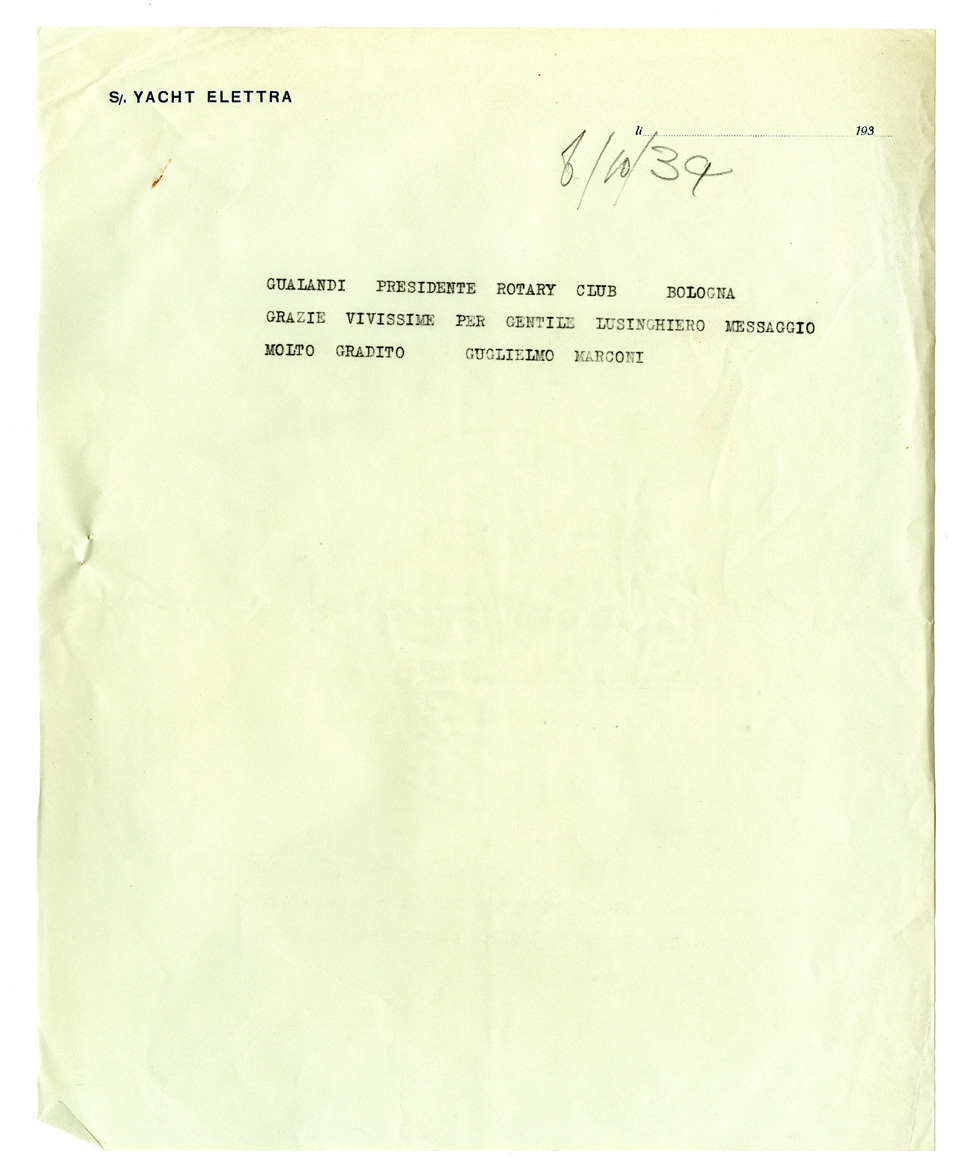 S/. YACHT ELETTRA
li 193
8/10/34
GUALANDI PRESIDENTE ROTARY CLUB BOLOGNA
GRAZIE VIVISSIME PER GENTILE LUSINGHIERO MESSAGGIO
MOLTO GRADITO GUGLIELMO MARCONI